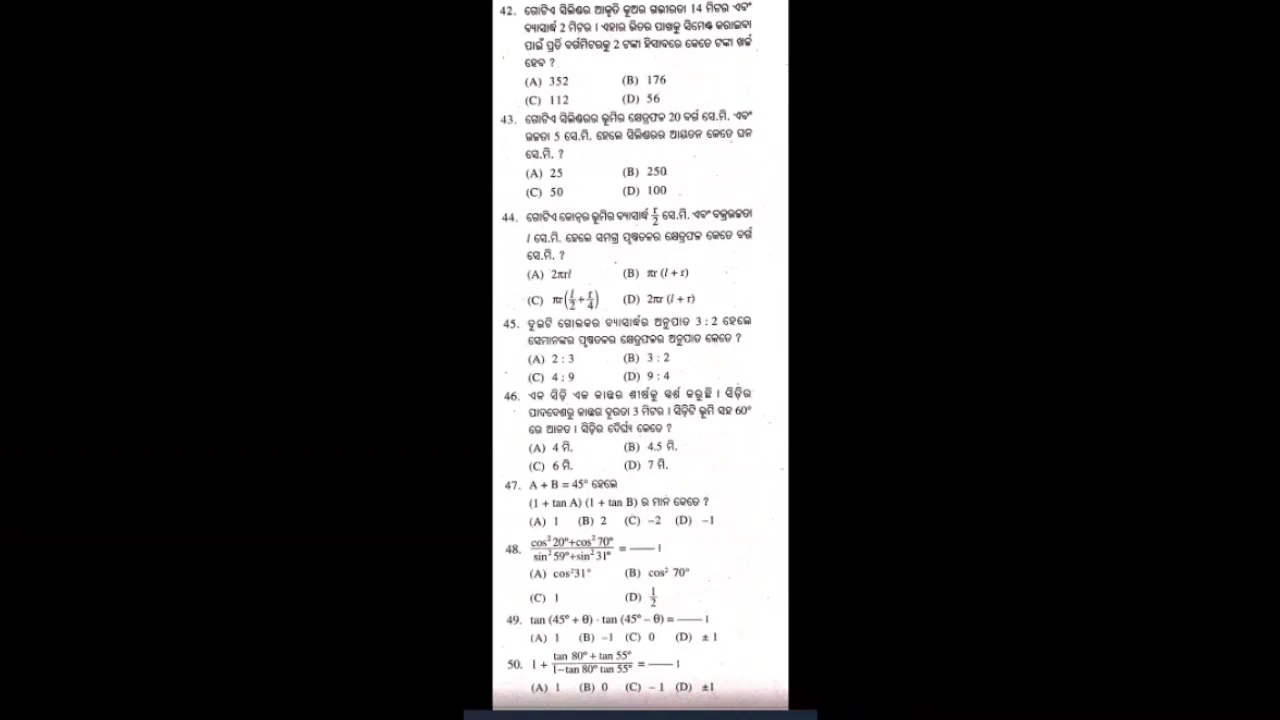 42. ଗୋଟିଏ ସିଲିଣ୍ଡର ଆକୃତି କୂଅର ଗଭୀରତା 14 ମିଟର ଏବଂ
ବ୍ୟାସାର୍ଦ୍ଧ 2 ମିଟର । ଏହାର ଭିତର ପାଖକୁ ସିମେଣ୍ଟ କରାଇବା
ପାଇଁ ପ୍ରତି ବର୍ଗମିଟରକୁ 2 ଟଙ୍କା ହିସାବରେ କେତେ ଟଙ୍କା ଖର୍ଚ୍ଚ
ହେବ ?
(A) 352 (B) 176
(C) 112 (D) 56
43. ଗୋଟିଏ ସିଲିଣ୍ଡରର ଭୂମିର କ୍ଷେତ୍ରଫଳ 20 ବର୍ଗ ସେ.ମି. ଏବଂ
ଉଚ୍ଚତା 5 ସେ.ମି. ହେଲେ ସିଲିଣ୍ଡରର ଆୟତନ କେତେ ଘନ
ସେ.ମି. ?
(A) 25 (B) 250
(C) 50 (D) 100
44. ଗୋଟିଏ କୋନ୍‌ର ଭୂମିର ବ୍ୟାସାର୍ଦ୍ଧ r/2 ସେ.ମି. ଏବଂ ବକ୍ରଉଚ୍ଚତା
l ସେ.ମି. ହେଲେ ସମଗ୍ର ପୃଷ୍ଠତଳର କ୍ଷେତ୍ରଫଳ କେତେ ବର୍ଗ
ସେ.ମି. ?
(A) 2πrl (B) πr (l + r)
(C) πr(l/2 + r/4) (D) 2πr (l + r)
45. ଦୁଇଟି ଗୋଲକର ବ୍ୟାସାର୍ଦ୍ଧର ଅନୁପାତ 3 : 2 ହେଲେ
ସେମାନଙ୍କର ପୃଷ୍ଠତଳର କ୍ଷେତ୍ରଫଳର ଅନୁପାତ କେତେ ?
(A) 2 : 3 (B) 3 : 2
(C) 4 : 9 (D) 9 : 4
46. ଏକ ସିଡ଼ି ଏକ କାନ୍ଥର ଶୀର୍ଷକୁ ସ୍ପର୍ଶ କରୁଛି । ସିଡ଼ିର
ପାଦଦେଶରୁ କାନ୍ଥର ଦୂରତା 3 ମିଟର । ସିଡ଼ିଟି ଭୂମି ସହ 60°
ରେ ଆନତ । ସିଡ଼ିର ଦୈର୍ଘ୍ୟ କେତେ ?
(A) 4 ମି. (B) 4.5 ମି.
(C) 6 ମି. (D) 7 ମି.
47. A + B = 45° ହେଲେ
(1 + tan A) (1 + tan B) ର ମାନ କେତେ ?
(A) 1 (B) 2 (C) −2 (D) −1
48. (cos² 20° + cos² 70°)/(sin² 59° + sin² 31°) = —— ।
(A) cos²31° (B) cos² 70°
(C) 1 (D) 1/2
49. tan (45° + θ) · tan (45° − θ) = —— ।
(A) 1 (B) −1 (C) 0 (D) ± 1
50. 1 + (tan 80° + tan 55°)/(1 − tan 80° tan 55°) = —— ।
(A) 1 (B) 0 (C) − 1 (D) ±1